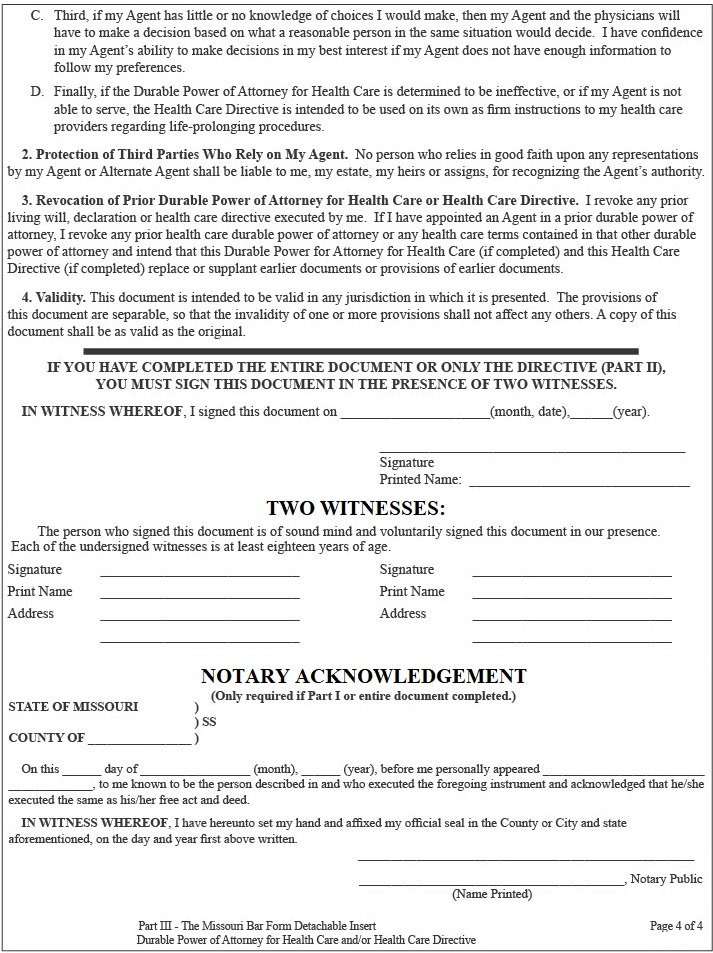 C. Third, if my Agent has little or no knowledge of choices I would make, then my Agent and the physicians will
have to make a decision based on what a reasonable person in the same situation would decide. I have confidence
in my Agent's ability to make decisions in my best interest if my Agent does not have enough information to
follow my preferences.
D. Finally, if the Durable Power of Attorney for Health Care is determined to be ineffective, or if my Agent is not
able to serve, the Health Care Directive is intended to be used on its own as firm instructions to my health care
providers regarding life-prolonging procedures.
2. Protection of Third Parties Who Rely on My Agent. No person who relies in good faith upon any representations
by my Agent or Alternate Agent shall be liable to me, my estate, my heirs or assigns, for recognizing the Agent's authority.
3. Revocation of Prior Durable Power of Attorney for Health Care or Health Care Directive. I revoke any prior
living will, declaration or health care directive executed by me. If I have appointed an Agent in a prior durable power of
attorney, I revoke any prior health care durable power of attorney or any health care terms contained in that other durable
power of attorney and intend that this Durable Power for Attorney for Health Care (if completed) and this Health Care
Directive (if completed) replace or supplant earlier documents or provisions of earlier documents.
4. Validity. This document is intended to be valid in any jurisdiction in which it is presented. The provisions of
this document are separable, so that the invalidity of one or more provisions shall not affect any others. A copy of this
document shall be as valid as the original.
IF YOU HAVE COMPLETED THE ENTIRE DOCUMENT OR ONLY THE DIRECTIVE (PART II),
YOU MUST SIGN THIS DOCUMENT IN THE PRESENCE OF TWO WITNESSES.
IN WITNESS WHEREOF, I signed this document on ______________________(month, date),______(year).
Signature
Printed Name: ________________________________
TWO WITNESSES:
The person who signed this document is of sound mind and voluntarily signed this document in our presence.
Each of the undersigned witnesses is at least eighteen years of age.
Signature ____________________________ Signature ____________________________
Print Name ____________________________ Print Name ____________________________
Address ____________________________ Address ____________________________
NOTARY ACKNOWLEDGEMENT
(Only required if Part I or entire document completed.)
STATE OF MISSOURI )
) SS
COUNTY OF _______________ )
On this ______ day of _________________ (month), ______ (year), before me personally appeared _________________________
_____________, to me known to be the person described in and who executed the foregoing instrument and acknowledged that he/she
executed the same as his/her free act and deed.
IN WITNESS WHEREOF, I have hereunto set my hand and affixed my official seal in the County or City and state
aforementioned, on the day and year first above written.
________________________________________, Notary Public
(Name Printed)
Part III - The Missouri Bar Form Detachable Insert Page 4 of 4
Durable Power of Attorney for Health Care and/or Health Care Directive